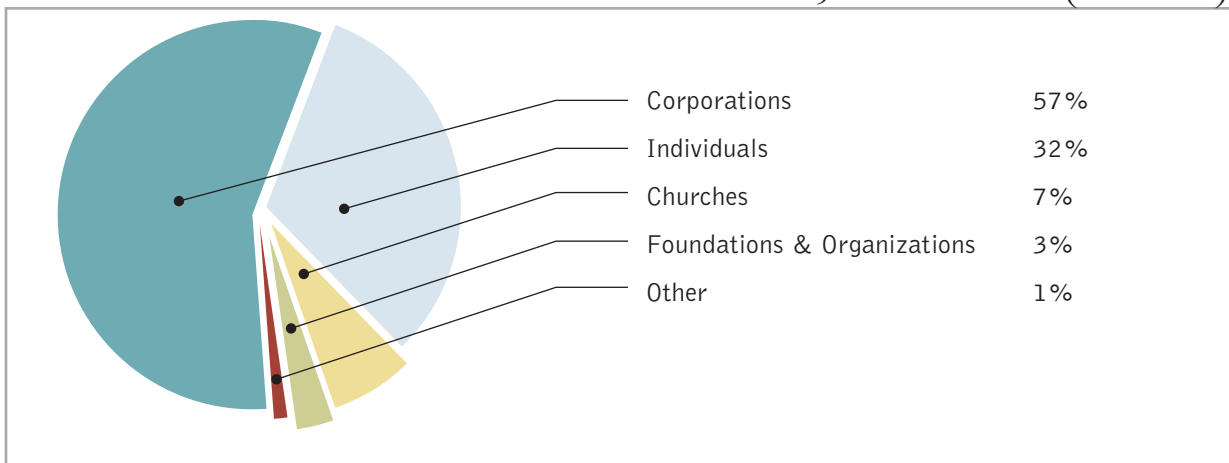 Corporations 57%
Individuals 32%
Churches 7%
Foundations & Organizations 3%
Other 1%